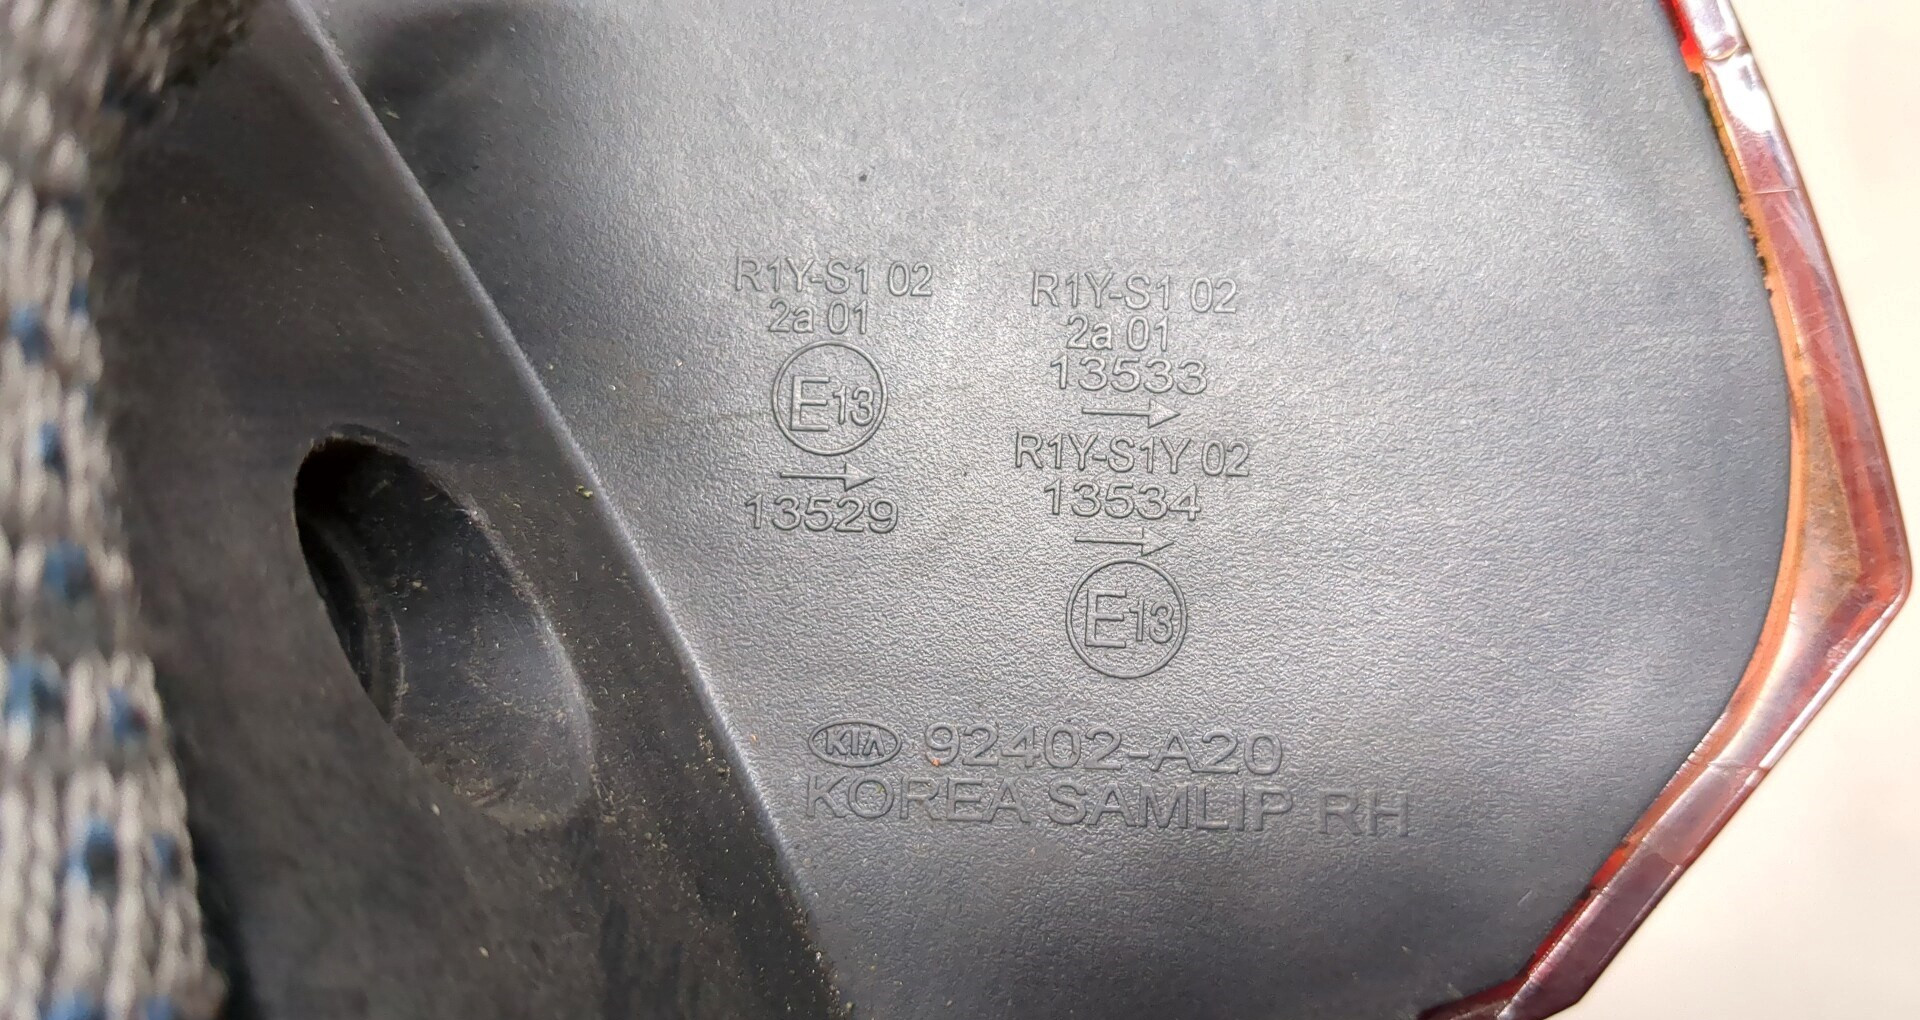 R1Y-S1 02
2a 01
E13
→
13529
R1Y-S1 02
2a 01
13533
→
R1Y-S1Y 02
13534
→
E13
KIA 92402-A20
KOREA SAMLIP RH